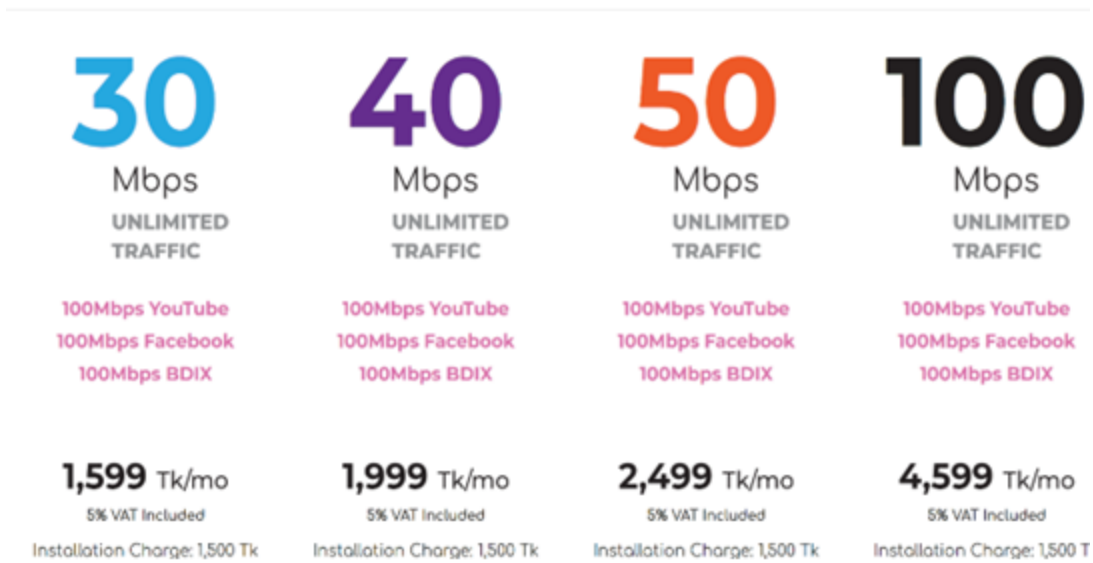 30
Mbps
UNLIMITED
TRAFFIC
100Mbps YouTube
100Mbps Facebook
100Mbps BDIX
1,599 Tk/mo
5% VAT Included
Installation Charge: 1,500 Tk
40
Mbps
UNLIMITED
TRAFFIC
100Mbps YouTube
100Mbps Facebook
100Mbps BDIX
1,999 Tk/mo
5% VAT Included
Installation Charge: 1,500 Tk
50
Mbps
UNLIMITED
TRAFFIC
100Mbps YouTube
100Mbps Facebook
100Mbps BDIX
2,499 Tk/mo
5% VAT Included
Installation Charge: 1,500 Tk
100
Mbps
UNLIMITED
TRAFFIC
100Mbps YouTube
100Mbps Facebook
100Mbps BDIX
4,599 Tk/mo
5% VAT Included
Installation Charge: 1,500 T